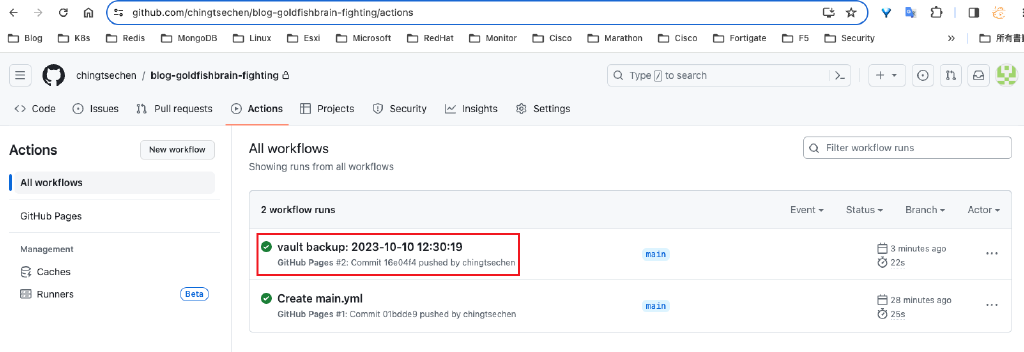 github.com/chingtsechen/blog-goldfishbrain-fighting/actions
Blog K8s Redis MongoDB Linux Esxi Microsoft RedHat Monitor Cisco Marathon Cisco Fortigate F5 Security » 所有書籤
chingtsechen / blog-goldfishbrain-fighting
Type / to search
Code Issues Pull requests Actions Projects Security Insights Settings
Actions
New workflow
All workflows
GitHub Pages
Management
Caches
Runners Beta
All workflows
Showing runs from all workflows
Filter workflow runs
2 workflow runs
Event Status Branch Actor
vault backup: 2023-10-10 12:30:19
GitHub Pages #2: Commit 16e04f4 pushed by chingtsechen
main
3 minutes ago
22s
Create main.yml
GitHub Pages #1: Commit 01bdde9 pushed by chingtsechen
main
28 minutes ago
25s